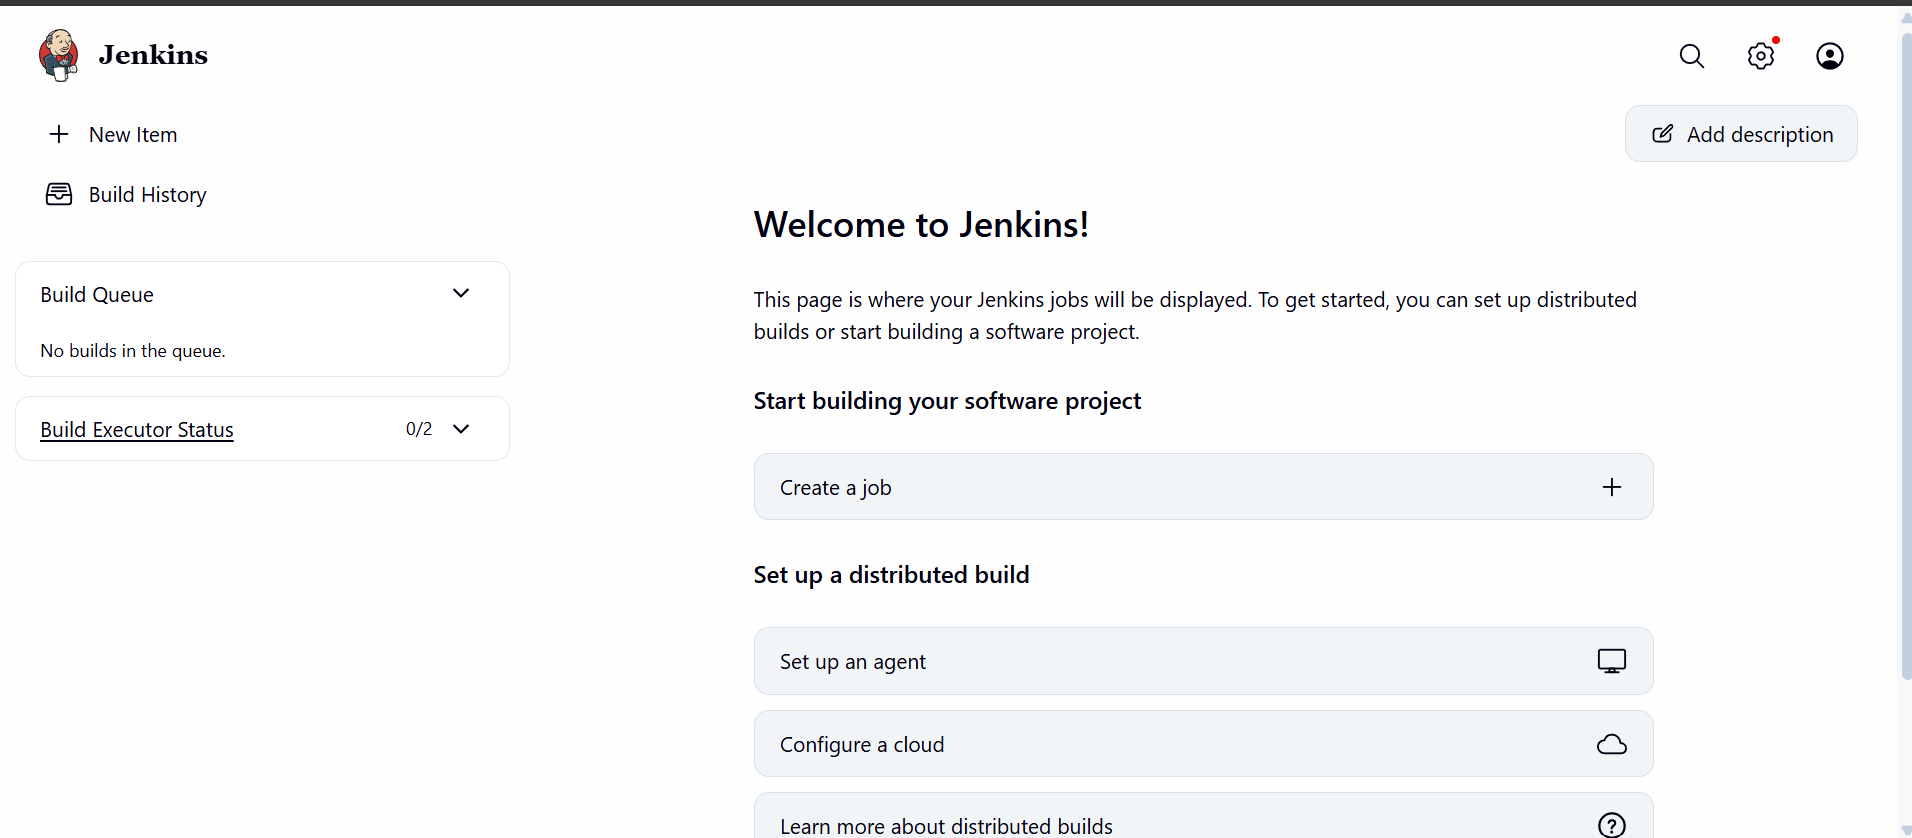 Jenkins
New Item
Build History
Add description
Build Queue
No builds in the queue.
Build Executor Status
0/2
Welcome to Jenkins!
This page is where your Jenkins jobs will be displayed. To get started, you can set up distributed
builds or start building a software project.
Start building your software project
Create a job
Set up a distributed build
Set up an agent
Configure a cloud
Learn more about distributed builds